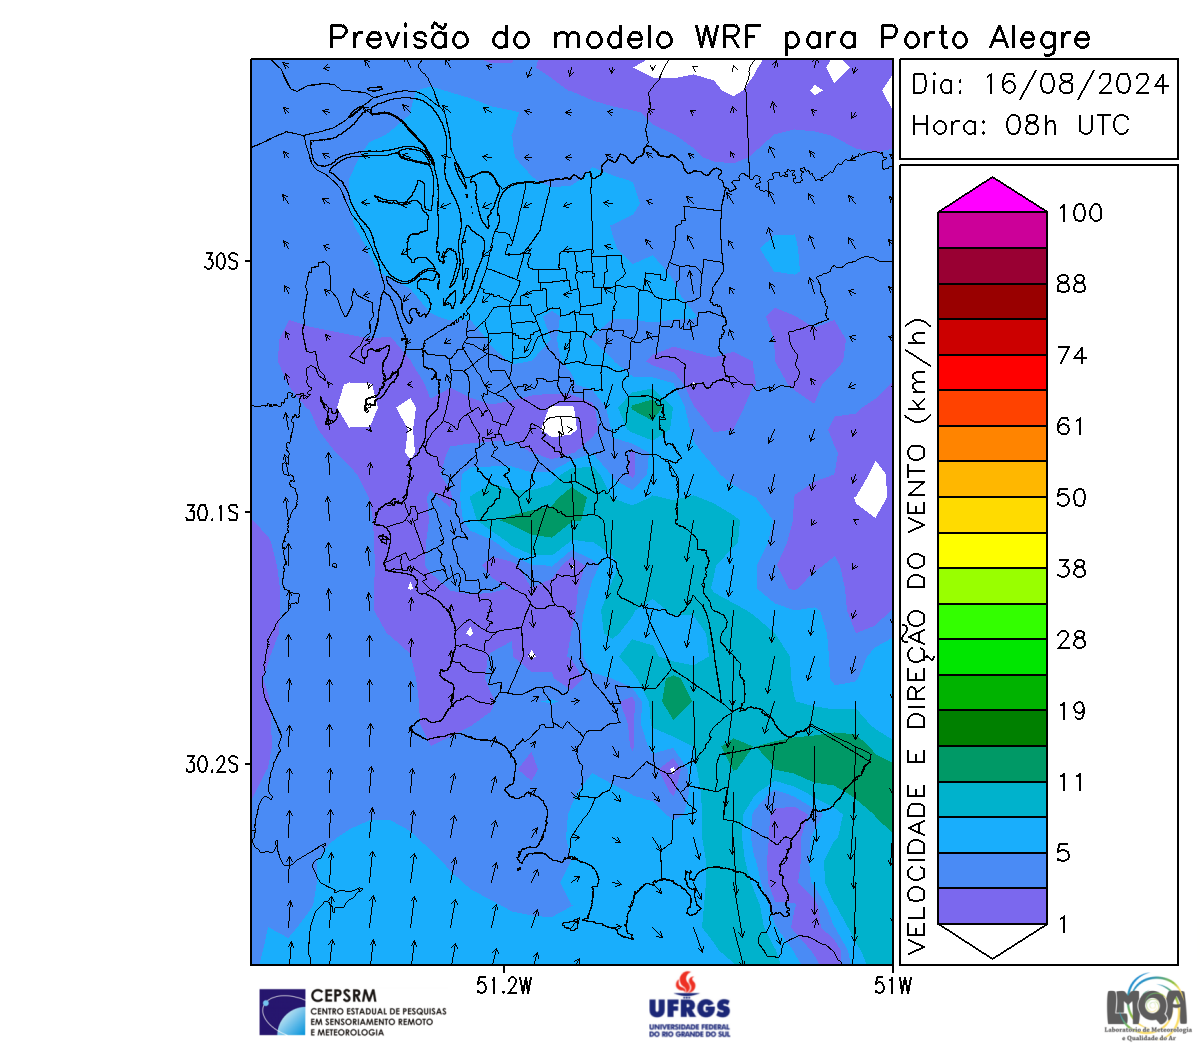 Previsão do modelo WRF para Porto Alegre
Dia: 16/08/2024
Hora: 08h UTC
100
88
74
61
50
38
28
19
11
5
1
VELOCIDADE E DIREÇÃO DO VENTO (km/h)
30S
30.1S
30.2S
51.2W
51W
CEPSRM
CENTRO ESTADUAL DE PESQUISAS
EM SENSORIAMENTO REMOTO
E METEOROLOGIA
UFRGS
UNIVERSIDADE FEDERAL
DO RIO GRANDE DO SUL
LMQA
Laboratório de Meteorologia
e Qualidade do Ar